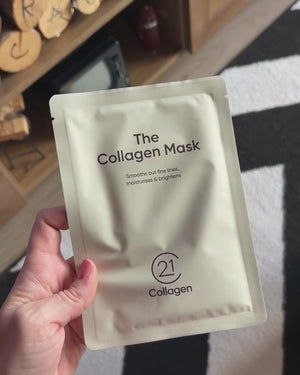 The
Collagen Mask
Smooths out fine lines,
moisturises & brightens
21
Collagen